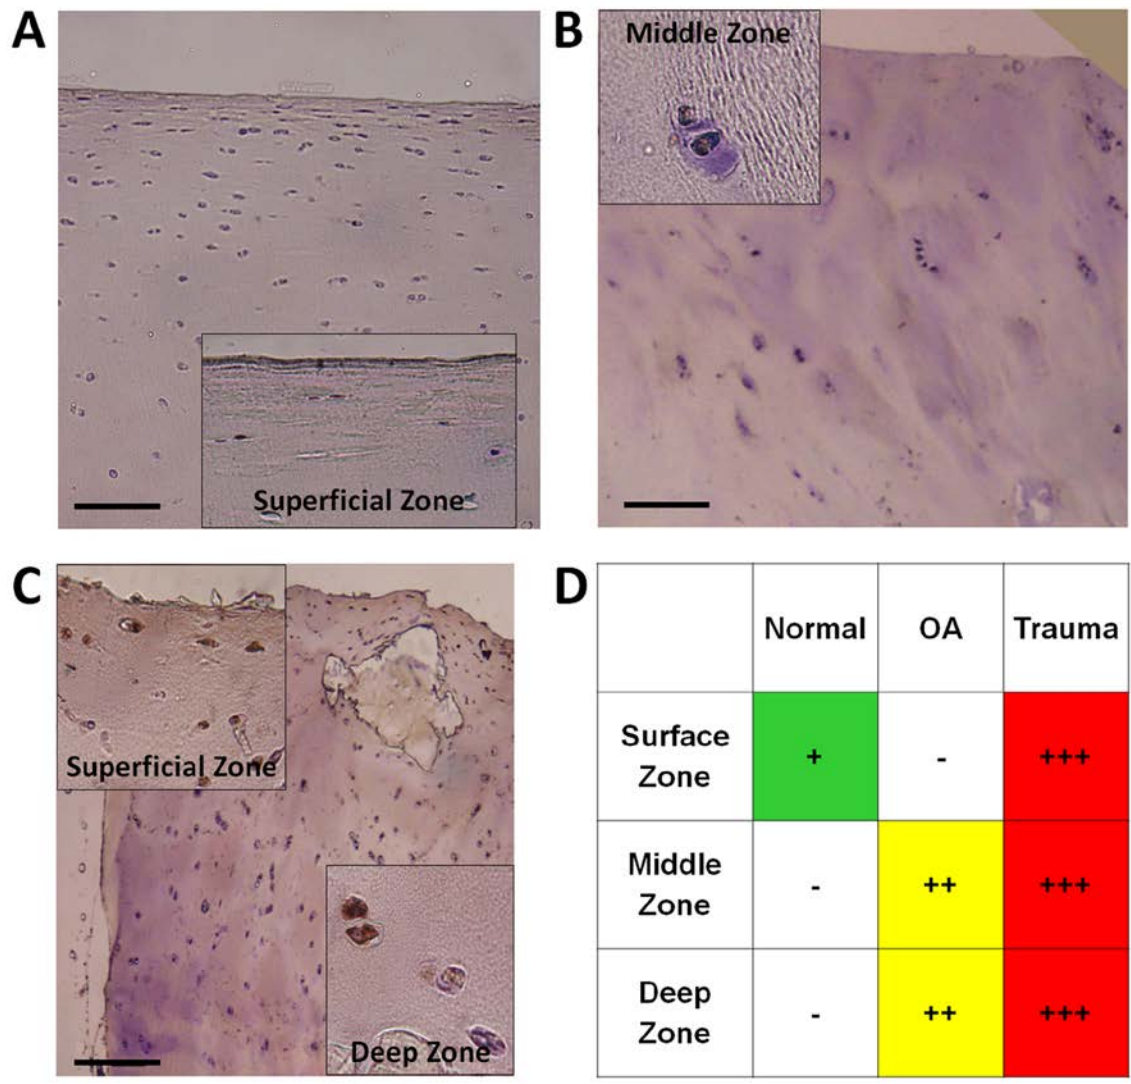 A
Superficial Zone
B
Middle Zone
C
Superficial Zone
Deep Zone
D
Normal OA Trauma
Surface
Zone
+ - +++
Middle
Zone
- ++ +++
Deep
Zone
- ++ +++